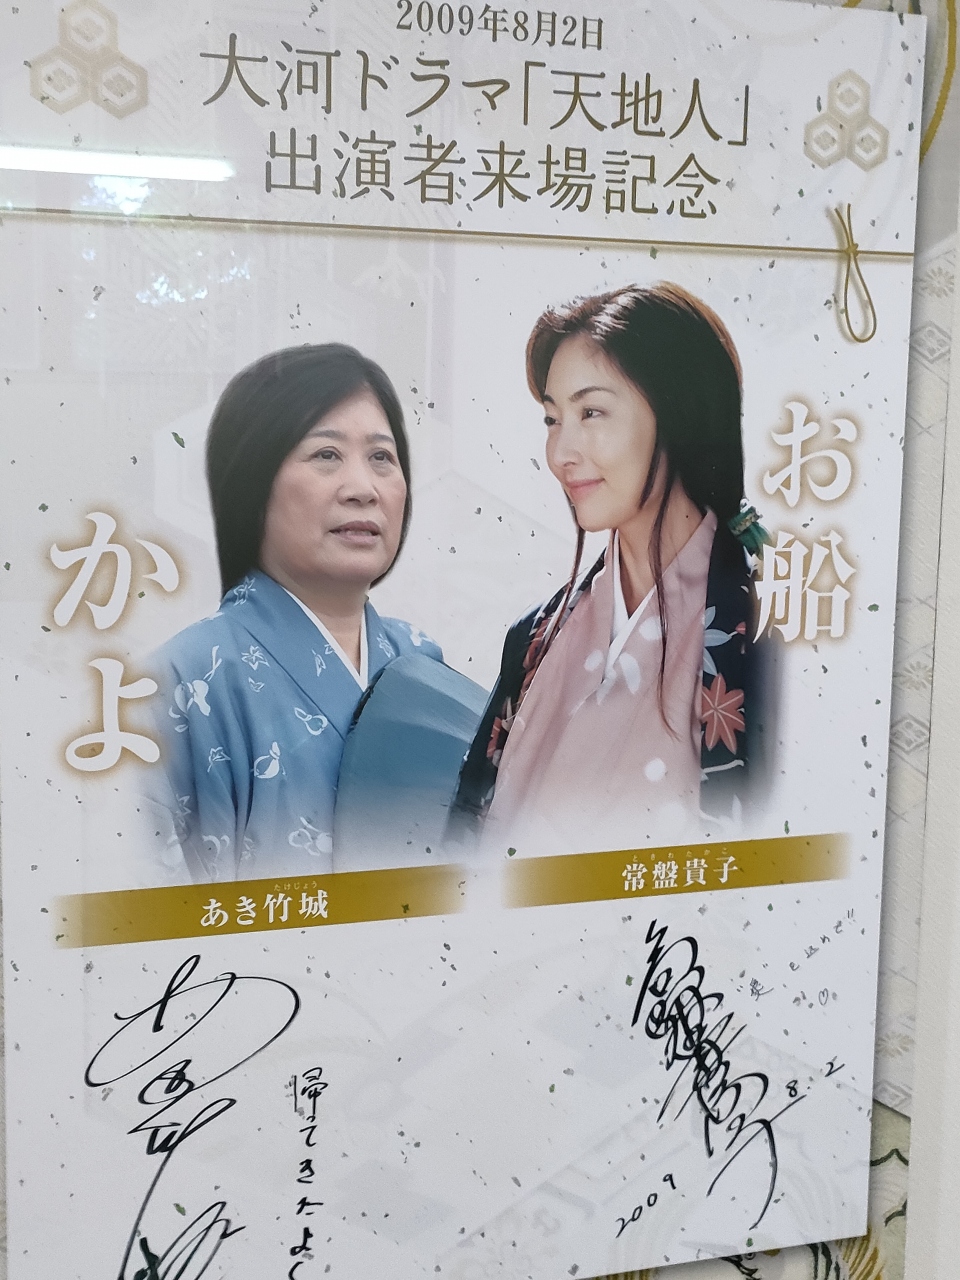 2009年8月2日
大河ドラマ「天地人」
出演者来場記念
お船
かよ
ときわたかこ
常盤貴子
たけじょう
あき竹城
"愛"を込めて!!
8.2
2009
帰ってきたよ